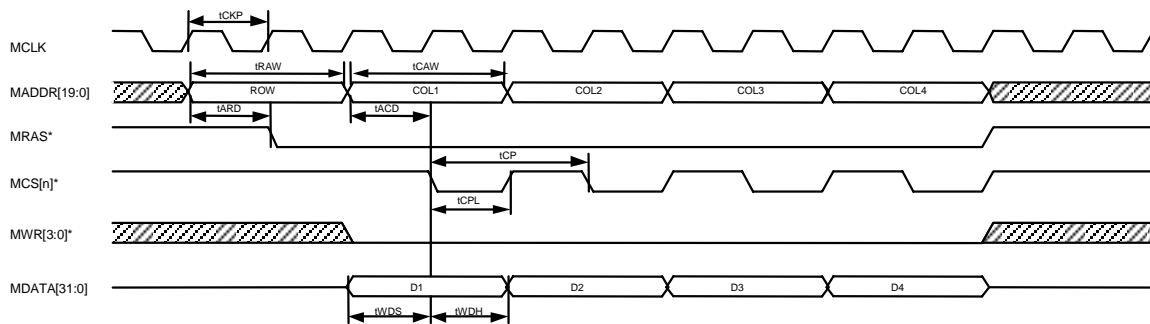 tCKP
MCLK
tRAW tCAW
MADDR[19:0] ROW COL1 COL2 COL3 COL4
tARD tACD
MRAS*
tCP
MCS[n]*
tCPL
MWR[3:0]*
MDATA[31:0] D1 D2 D3 D4
tWDS tWDH